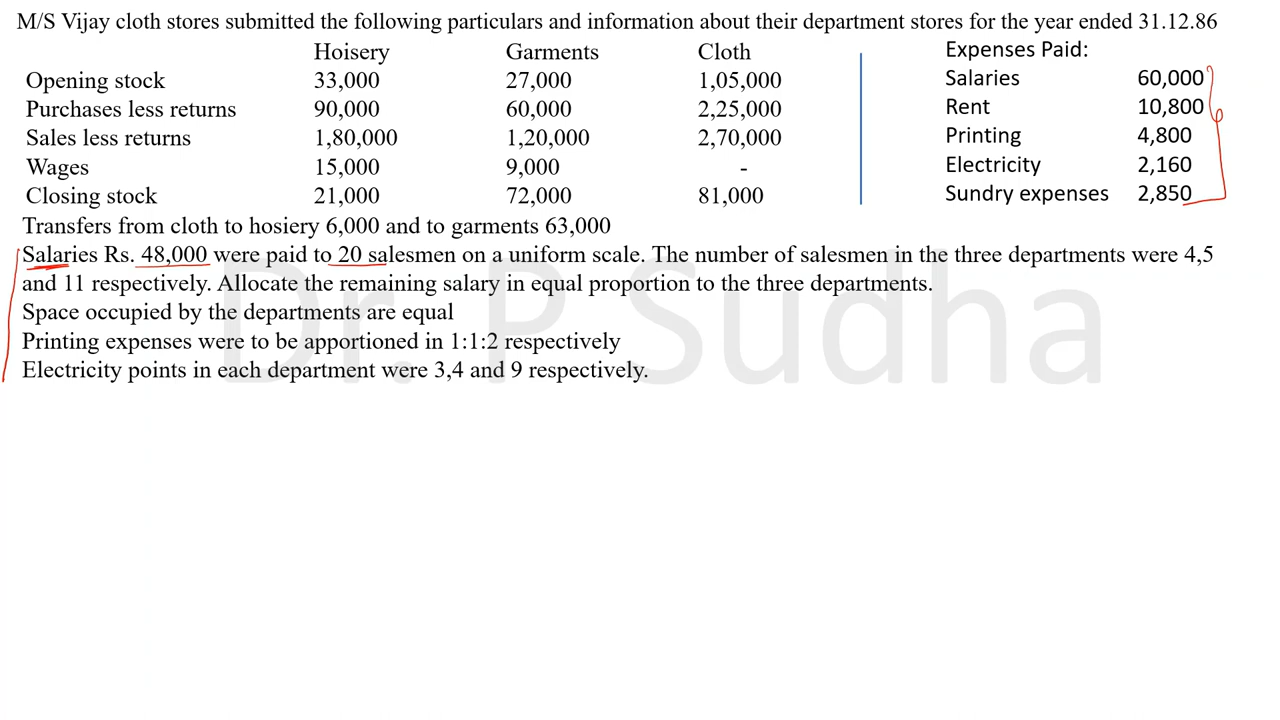 M/S Vijay cloth stores submitted the following particulars and information about their department stores for the year ended 31.12.86
Hoisery Garments Cloth
Opening stock 33,000 27,000 1,05,000
Purchases less returns 90,000 60,000 2,25,000
Sales less returns 1,80,000 1,20,000 2,70,000
Wages 15,000 9,000 -
Closing stock 21,000 72,000 81,000
Expenses Paid:
Salaries 60,000
Rent 10,800
Printing 4,800
Electricity 2,160
Sundry expenses 2,850
Transfers from cloth to hosiery 6,000 and to garments 63,000
Salaries Rs. 48,000 were paid to 20 salesmen on a uniform scale. The number of salesmen in the three departments were 4,5
and 11 respectively. Allocate the remaining salary in equal proportion to the three departments.
Space occupied by the departments are equal
Printing expenses were to be apportioned in 1:1:2 respectively
Electricity points in each department were 3,4 and 9 respectively.
Dr. P Sudha